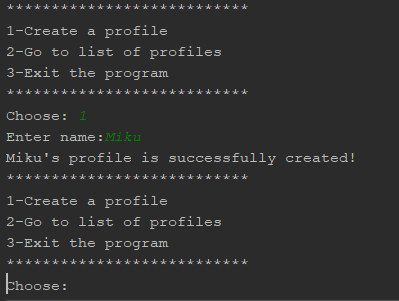 ***************************
1-Create a profile
2-Go to list of profiles
3-Exit the program
***************************
Choose: 1
Enter name:Miku
Miku's profile is successfully created!
***************************
1-Create a profile
2-Go to list of profiles
3-Exit the program
***************************
Choose: